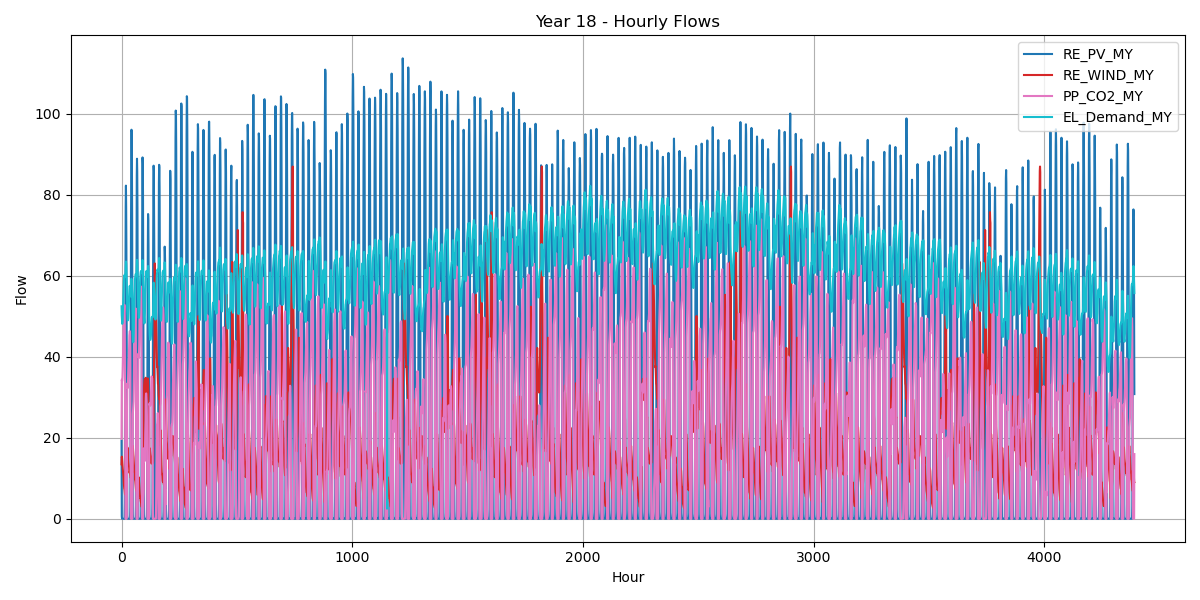 Year 18 - Hourly Flows
RE_PV_MY
RE_WIND_MY
PP_CO2_MY
EL_Demand_MY
Flow
100
80
60
40
20
0
0 1000 2000 3000 4000
Hour